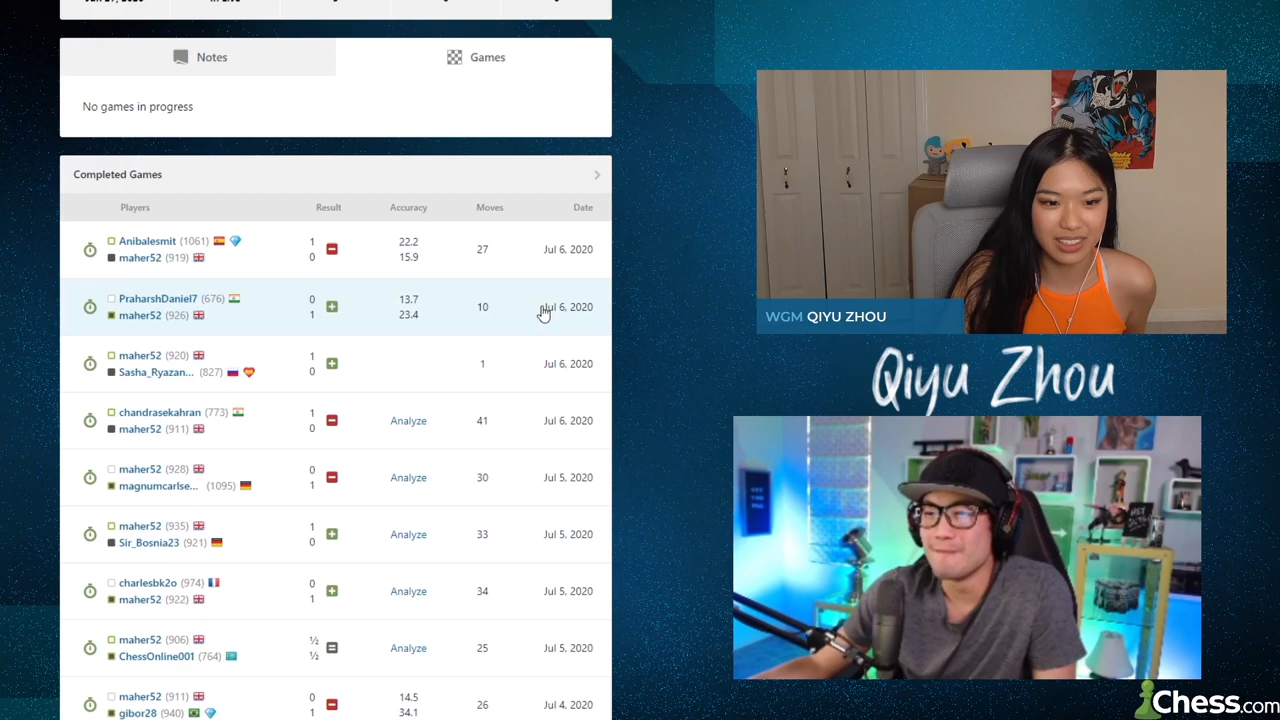 Notes
Games
No games in progress
Completed Games
Players Result Accuracy Moves Date
Anibalesmit (1061) 1 22.2
maher52 (919) 0 15.9
27 Jul 6, 2020
PraharshDaniel7 (676) 0 13.7
maher52 (926) 1 23.4
10 Jul 6, 2020
maher52 (920) 1
Sasha_Ryazan... (827) 0
1 Jul 6, 2020
chandrasekahran (773) 1
maher52 (911) 0
Analyze 41 Jul 6, 2020
maher52 (928) 0
magnumcarlse... (1095) 1
Analyze 30 Jul 5, 2020
maher52 (935) 1
Sir_Bosnia23 (921) 0
Analyze 33 Jul 5, 2020
charlesbk2o (974) 0
maher52 (922) 1
Analyze 34 Jul 5, 2020
maher52 (906) ½
ChessOnline001 (764) ½
Analyze 25 Jul 5, 2020
maher52 (911) 0 14.5
gibor28 (940) 1 34.1
26 Jul 4, 2020
WGM QIYU ZHOU
Qiyu Zhou
Chess.com